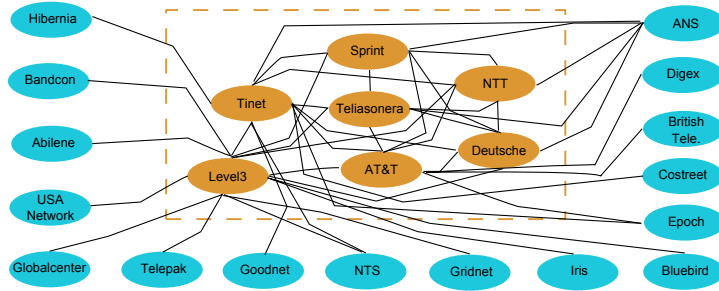 Hibernia
ANS
Sprint
Bandcon
Digex
NTT
Tinet
Teliasonera
British
Tele.
Abilene
Deutsche
AT&T
Level3
Costreet
USA
Network
Epoch
Globalcenter
Telepak
Goodnet
NTS
Gridnet
Iris
Bluebird